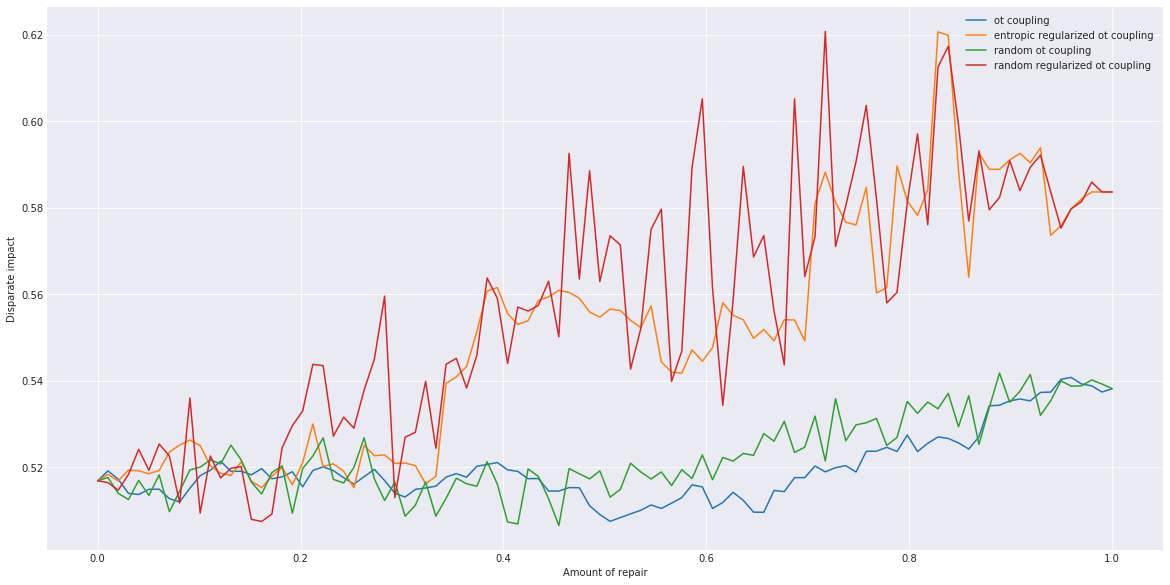 ot coupling
entropic regularized ot coupling
random ot coupling
random regularized ot coupling
0.62
0.60
0.58
0.56
0.54
0.52
Disparate impact
0.0 0.2 0.4 0.6 0.8 1.0
Amount of repair